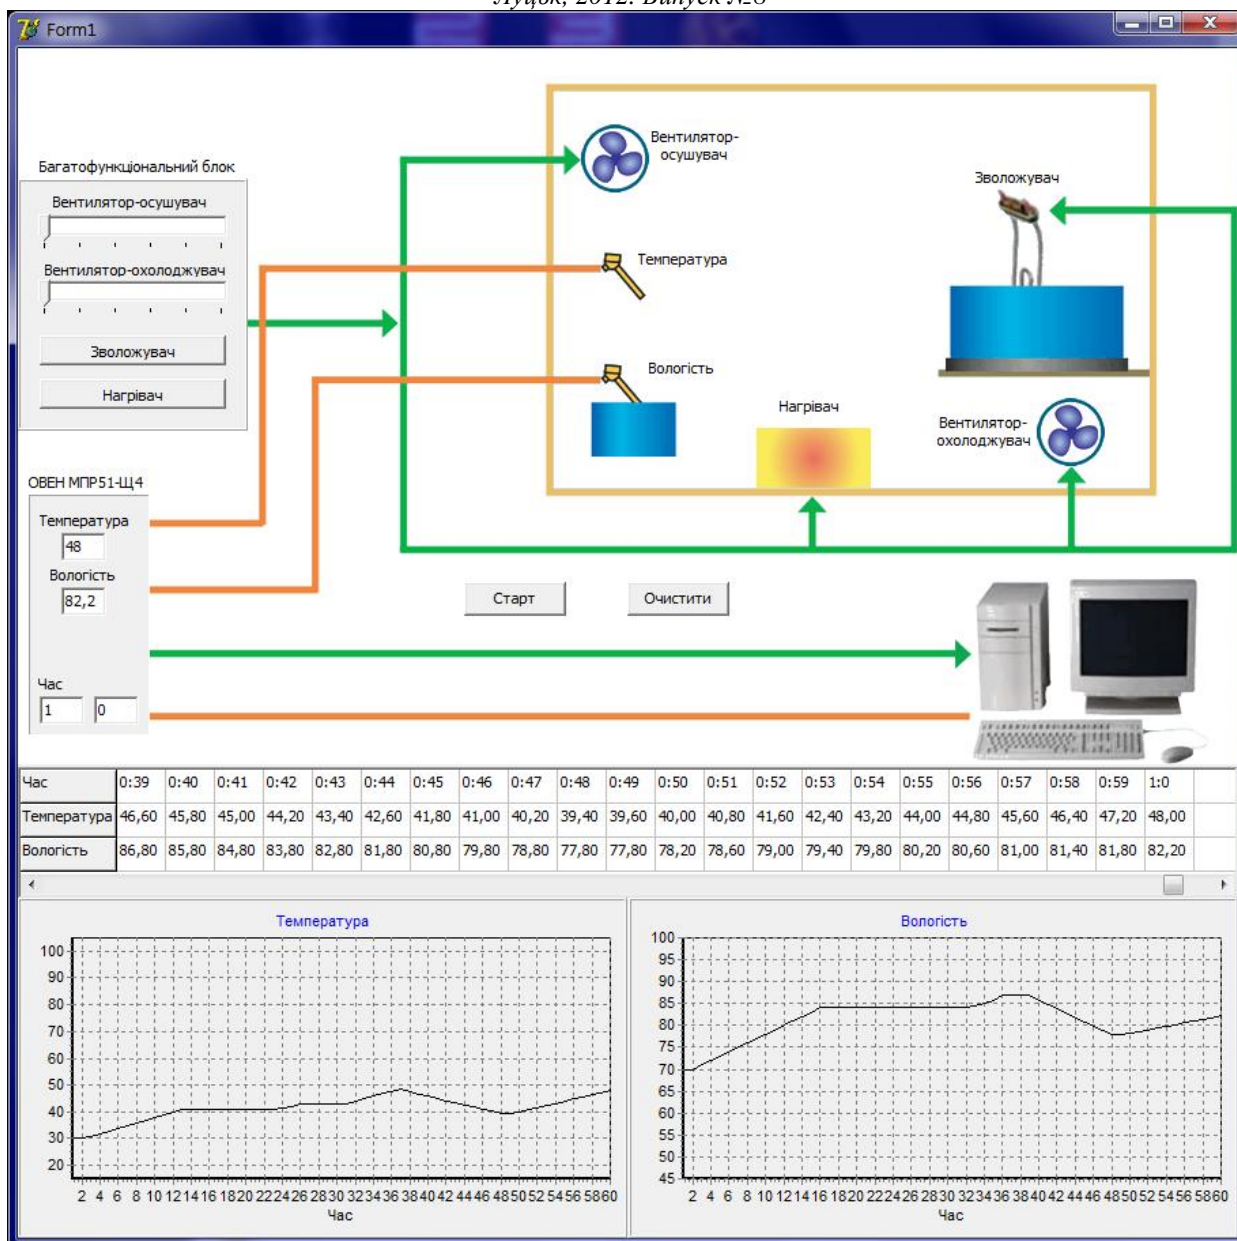 Луцьк, 2012. Випуск №8
Form1
Багатофункціональний блок
Вентилятор-осушувач
Вентилятор-охолоджувач
Зволожувач
Нагрівач
Вентилятор-
осушувач
Зволожувач
Температура
Вологість
Нагрівач
Вентилятор-
охолоджувач
ОВЕН МПР51-Щ4
Температура
48
Вологість
82,2
Час
1 0
Старт Очистити
Час 0:39 0:40 0:41 0:42 0:43 0:44 0:45 0:46 0:47 0:48 0:49 0:50 0:51 0:52 0:53 0:54 0:55 0:56 0:57 0:58 0:59 1:0
Температура 46,60 45,80 45,00 44,20 43,40 42,60 41,80 41,00 40,20 39,40 39,60 40,00 40,80 41,60 42,40 43,20 44,00 44,80 45,60 46,40 47,20 48,00
Вологість 86,80 85,80 84,80 83,80 82,80 81,80 80,80 79,80 78,80 77,80 77,80 78,20 78,60 79,00 79,40 79,80 80,20 80,60 81,00 81,40 81,80 82,20
Температура
100
90
80
70
60
50
40
30
20
2 4 6 8 10 12 14 16 18 20 22 24 26 28 30 32 34 36 38 40 42 44 46 48 50 52 54 56 58 60
Час
Вологість
100
95
90
85
80
75
70
65
60
55
50
45
2 4 6 8 10 12 14 16 18 20 22 24 26 28 30 32 34 36 38 40 42 44 46 48 50 52 54 56 58 60
Час